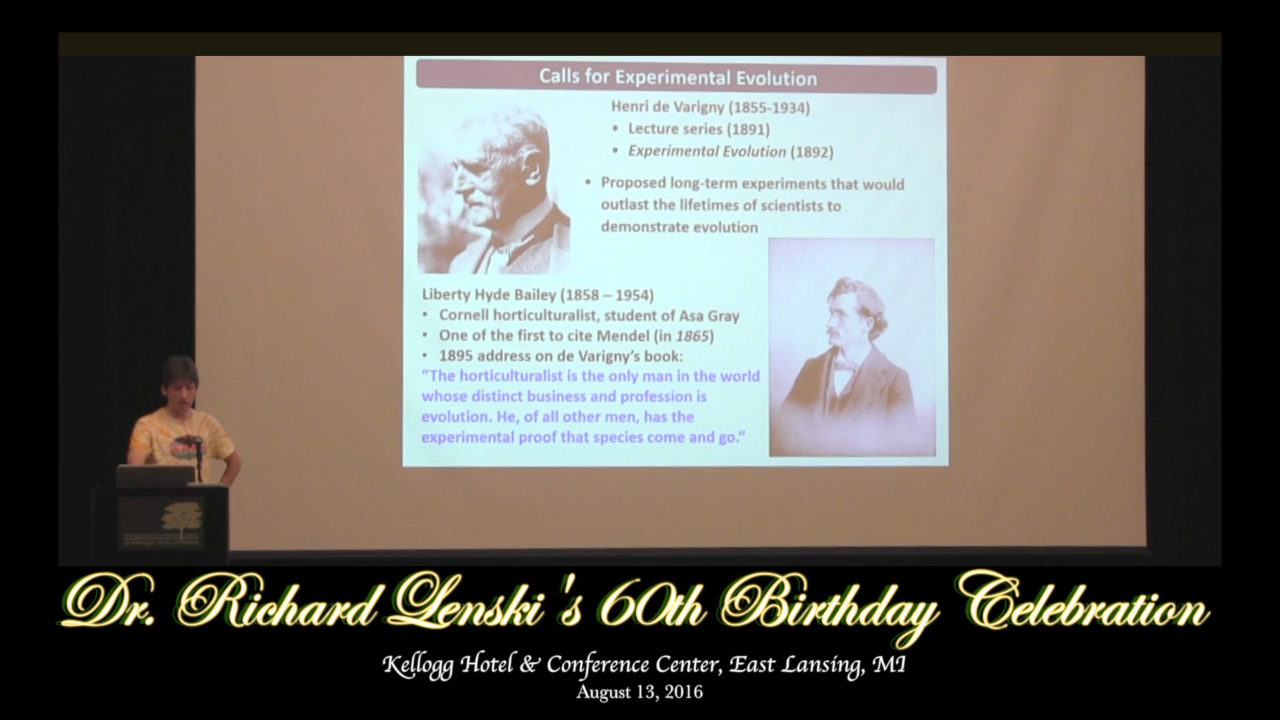 Calls for Experimental Evolution
Henri de Varigny (1855-1934)
• Lecture series (1891)
• Experimental Evolution (1892)
• Proposed long-term experiments that would
outlast the lifetimes of scientists to
demonstrate evolution
Liberty Hyde Bailey (1858 – 1954)
• Cornell horticulturalist, student of Asa Gray
• One of the first to cite Mendel (in 1865)
• 1895 address on de Varigny's book:
"The horticulturalist is the only man in the world
whose distinct business and profession is
evolution. He, of all other men, has the
experimental proof that species come and go."
Dr. Richard Lenski's 60th Birthday Celebration
Kellogg Hotel & Conference Center, East Lansing, MI
August 13, 2016